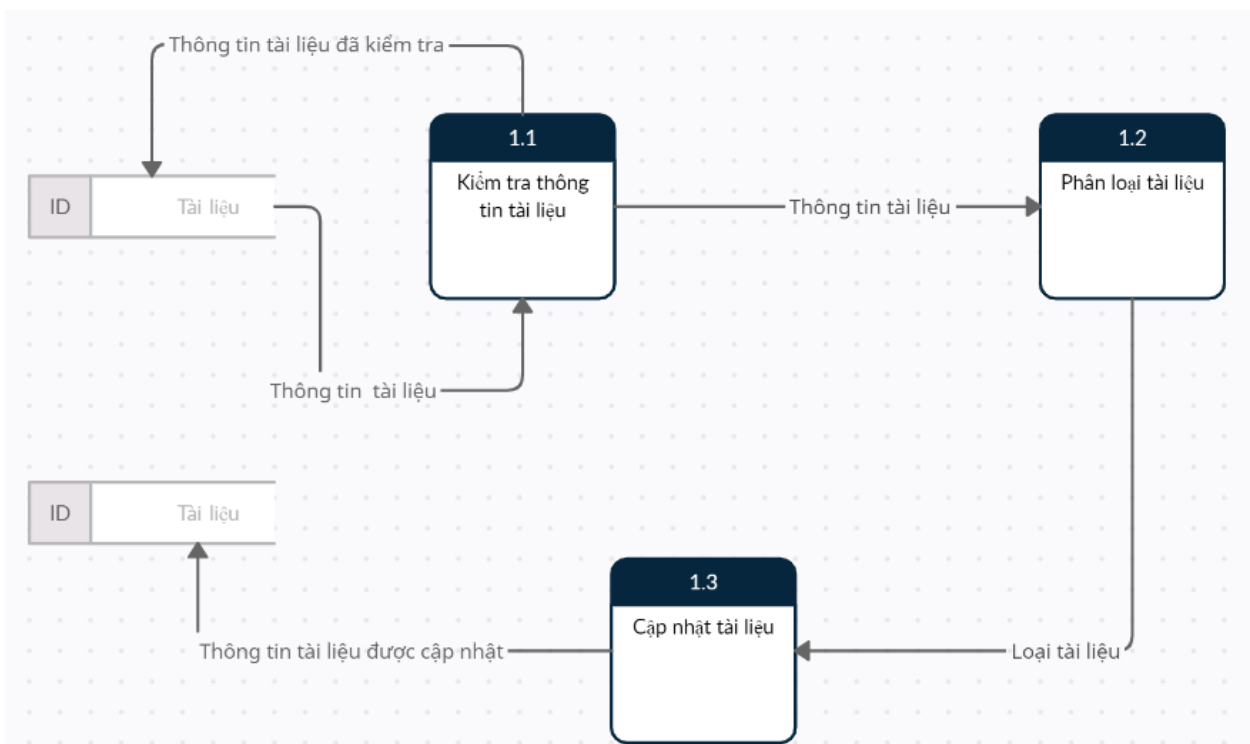 Thông tin tài liệu đã kiểm tra
1.1
Kiểm tra thông
tin tài liệu
1.2
Phân loại tài liệu
ID
Tài liệu
Thông tin tài liệu
Thông tin tài liệu
ID
Tài liệu
1.3
Cập nhật tài liệu
Thông tin tài liệu được cập nhật
Loại tài liệu